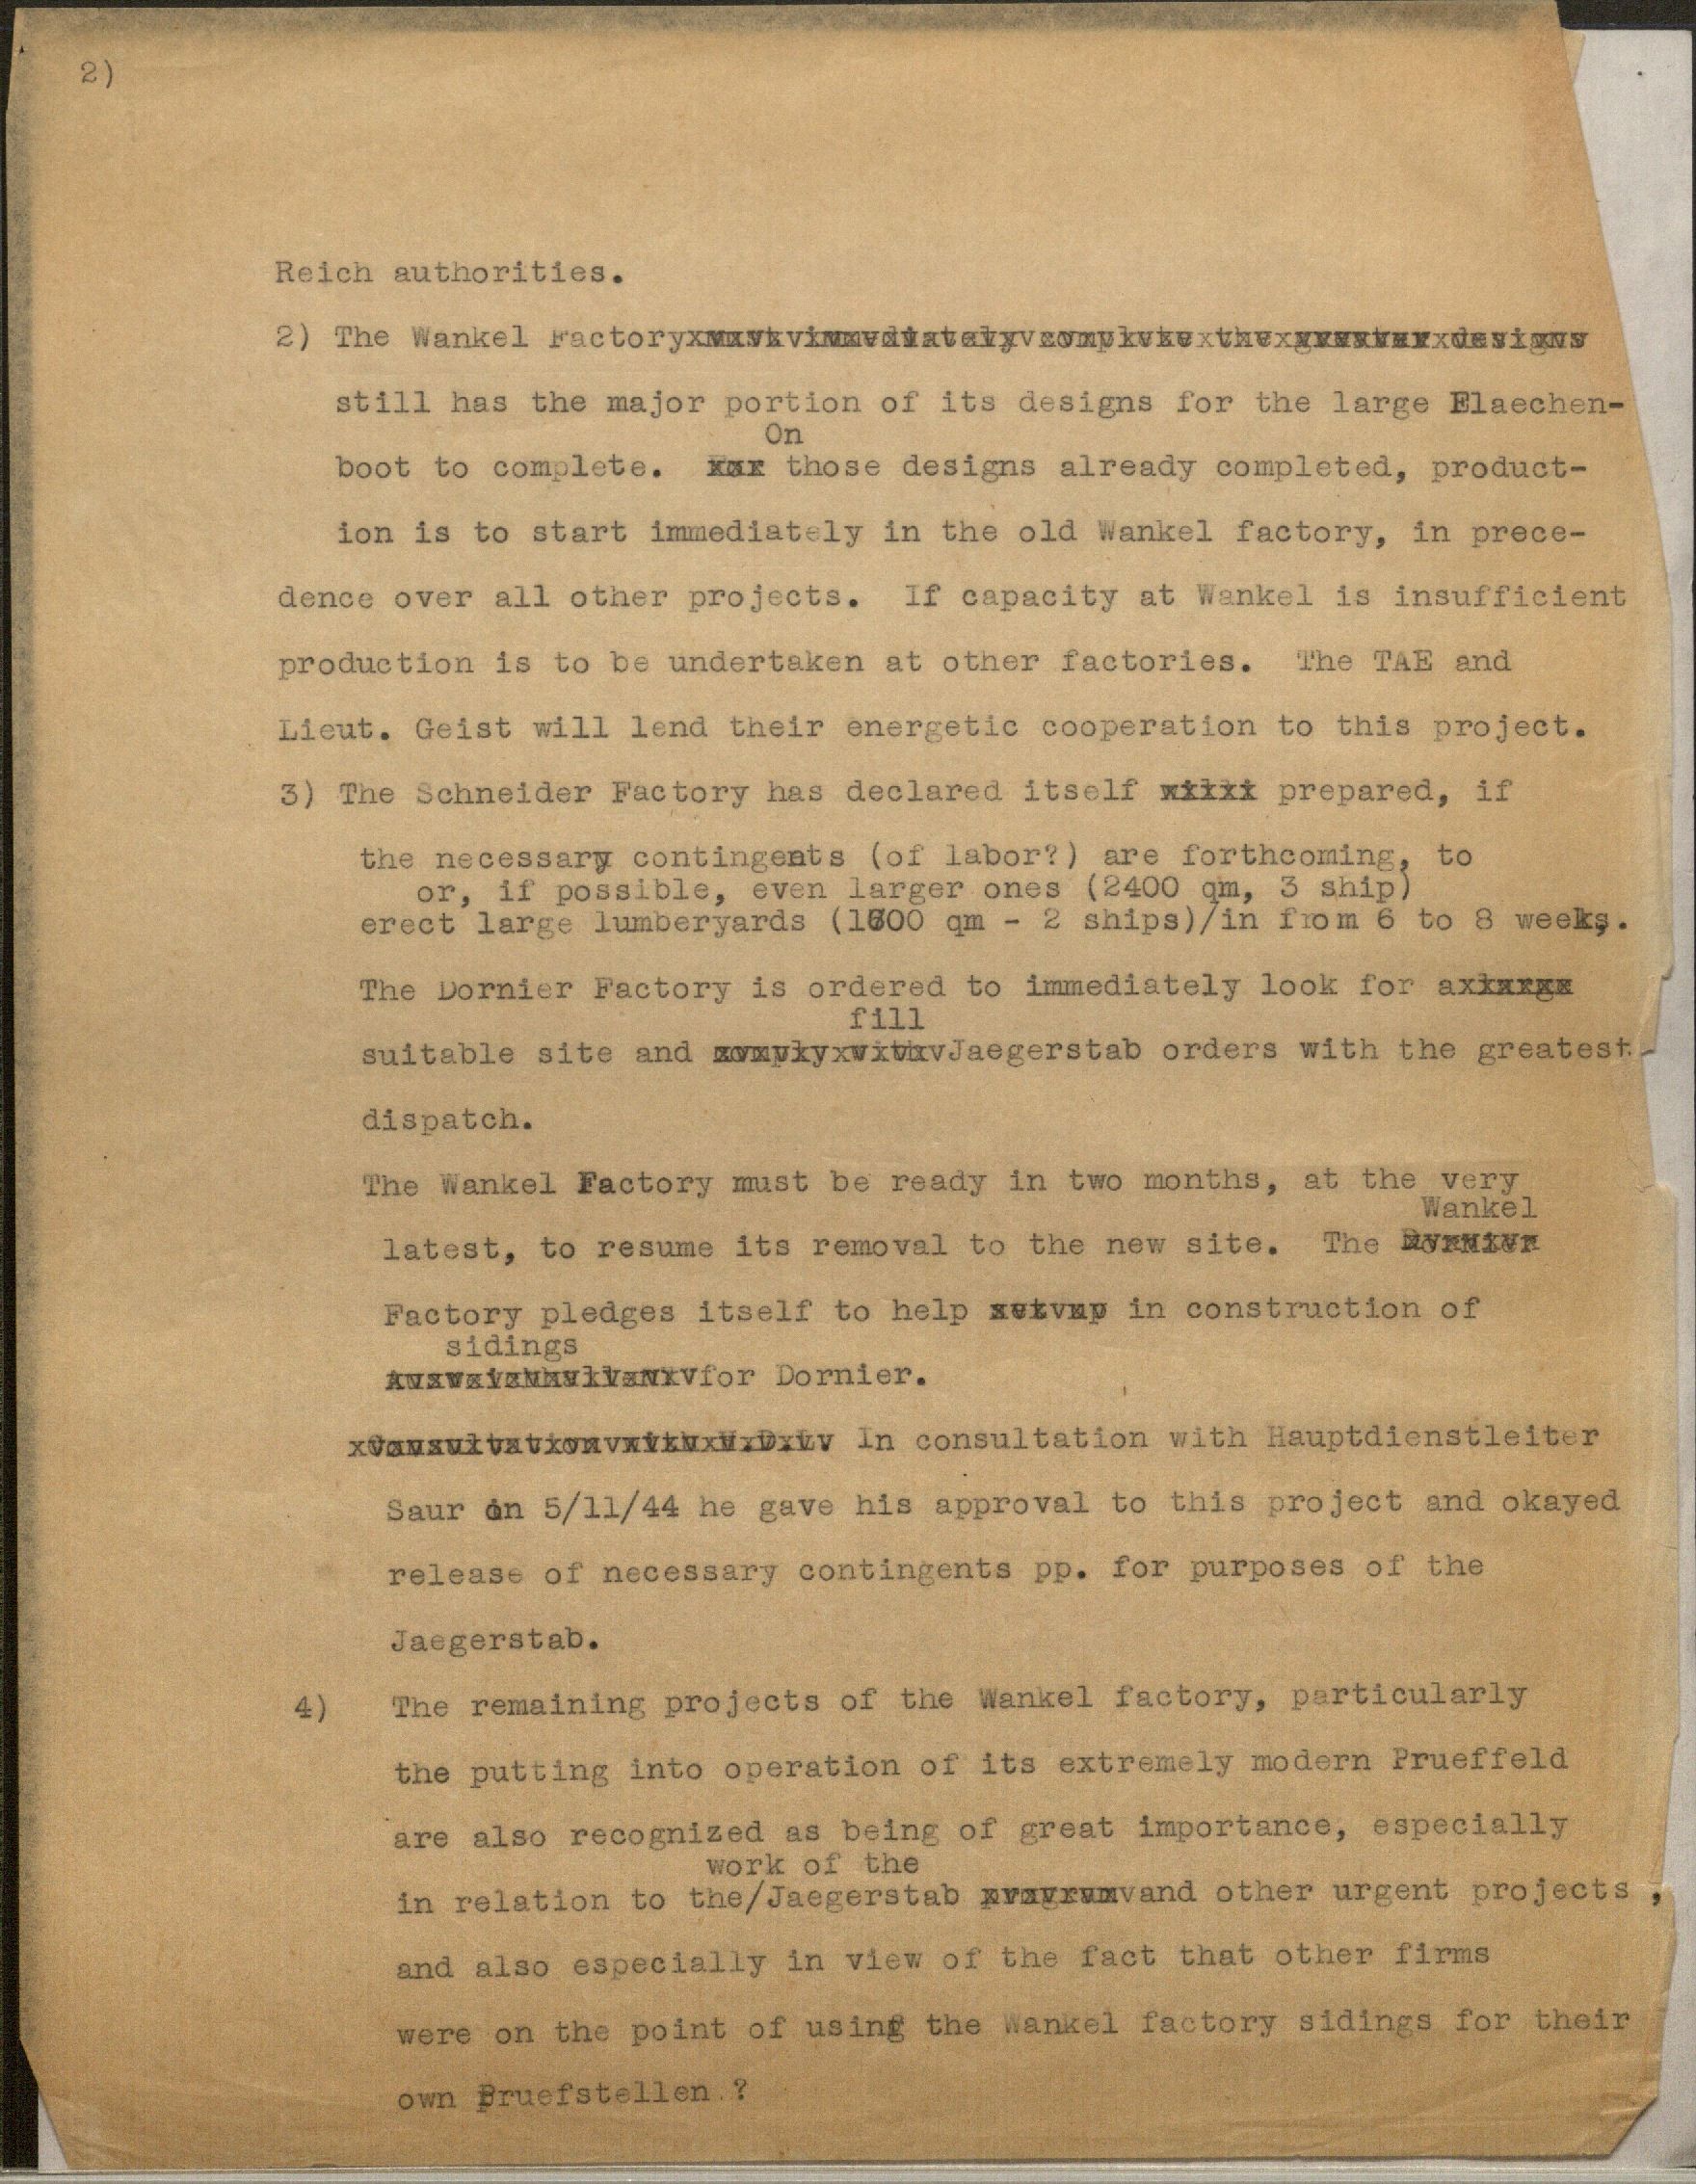 2)
Reich authorities.
2) The Wankel Factory
still has the major portion of its designs for the large Flaechen-
On
boot to complete. those designs already completed, product-
ion is to start immediately in the old Wankel factory, in prece-
dence over all other projects. If capacity at Wankel is insufficient
production is to be undertaken at other factories. The TAE and
Lieut. Geist will lend their energetic cooperation to this project.
3) The Schneider Factory has declared itself prepared, if
the necessary contingents (of labor?) are forthcoming, to
or, if possible, even larger ones (2400 qm, 3 ship)
erect large lumberyards (1600 qm - 2 ships)/in from 6 to 8 weeks.
The Dornier Factory is ordered to immediately look for a
fill
suitable site and Jaegerstab orders with the greatest
dispatch.
The Wankel Factory must be ready in two months, at the very
Wankel
latest, to resume its removal to the new site. The
Factory pledges itself to help in construction of
sidings
for Dornier.
In consultation with Hauptdienstleiter
Saur on 5/11/44 he gave his approval to this project and okayed
release of necessary contingents pp. for purposes of the
Jaegerstab.
4) The remaining projects of the Wankel factory, particularly
the putting into operation of its extremely modern Prueffeld
are also recognized as being of great importance, especially
work of the
in relation to the/Jaegerstab and other urgent projects ,
and also especially in view of the fact that other firms
were on the point of using the Wankel factory sidings for their
own Pruefstellen.?